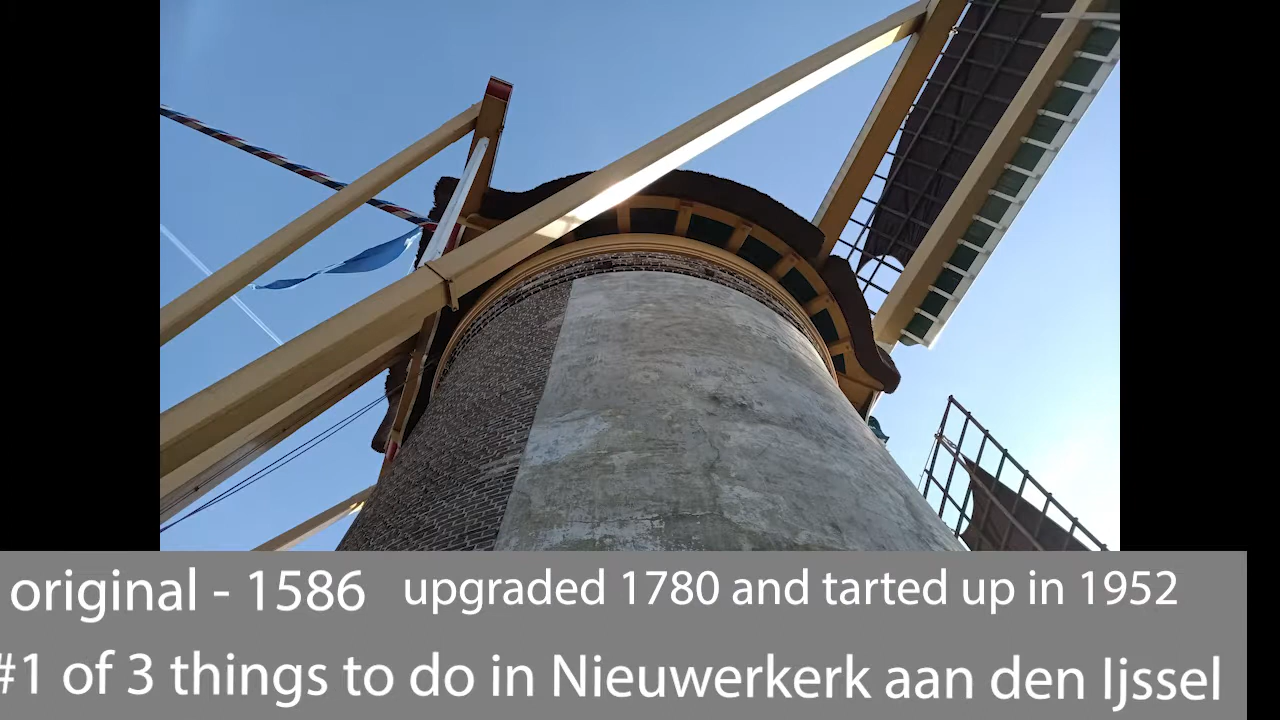 original - 1586 upgraded 1780 and tarted up in 1952
#1 of 3 things to do in Nieuwerkerk aan den Ijssel